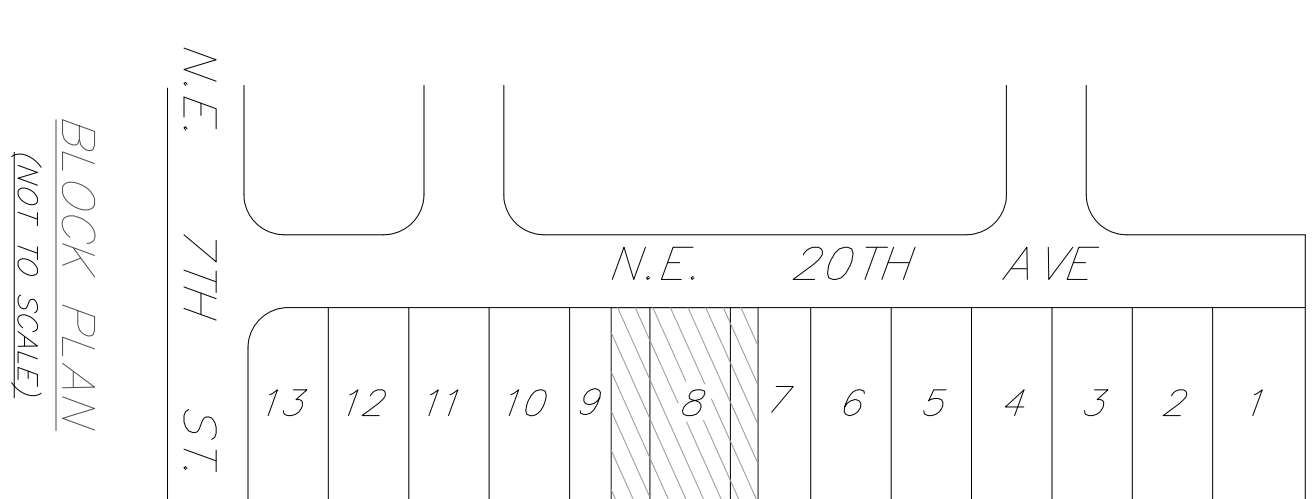 N.E. 7TH ST.
BLOCK PLAN
(NOT TO SCALE)
N.E. 20TH AVE
13 12 11 10 9 8 7 6 5 4 3 2 1